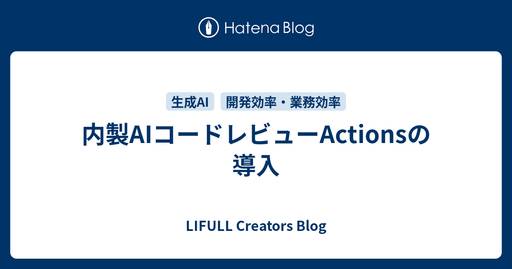 Hatena Blog
生成AI 開発効率・業務効率
内製AIコードレビューActionsの
導入
LIFULL Creators Blog